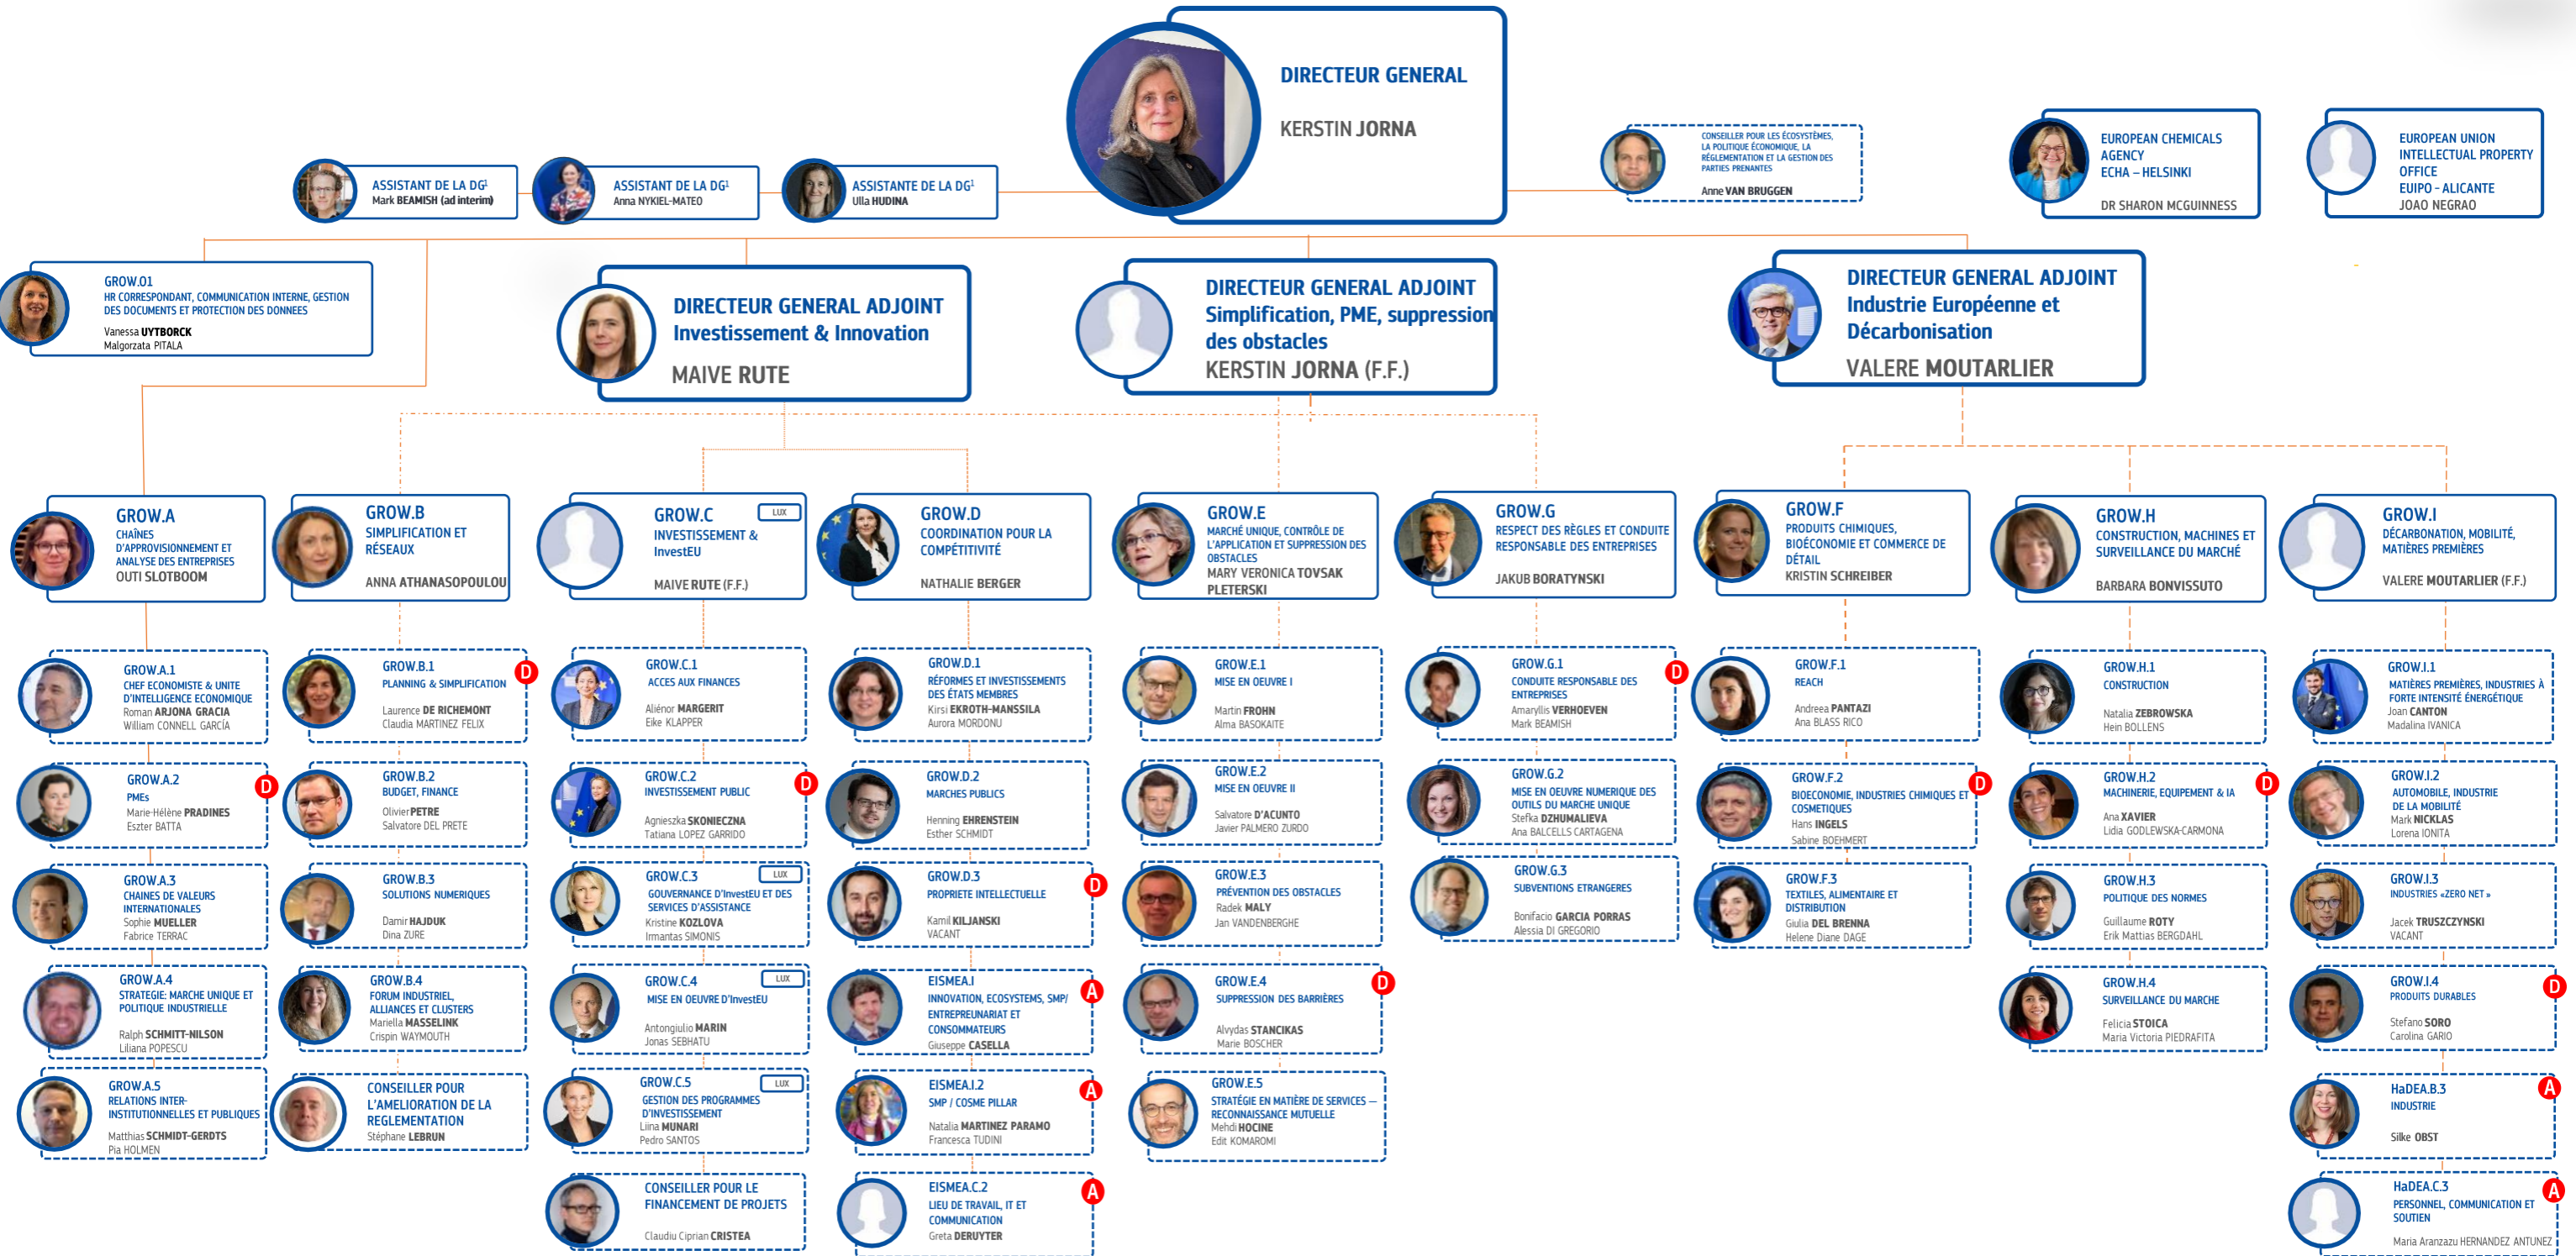 DIRECTEUR GENERAL
KERSTIN JORNA
ASSISTANT DE LA DG¹
Mark BEAMISH (ad interim)
ASSISTANT DE LA DG¹
Anna NYKIEL-MATEO
ASSISTANTE DE LA DG¹
Ulla HUDINA
CONSEILLER POUR LES ÉCOSYSTÈMES,
LA POLITIQUE ÉCONOMIQUE, LA
RÉGLEMENTATION ET LA GESTION DES
PARTIES PRENANTES
Anne VAN BRUGGEN
EUROPEAN CHEMICALS
AGENCY
ECHA – HELSINKI
DR SHARON MCGUINNESS
EUROPEAN UNION
INTELLECTUAL PROPERTY
OFFICE
EUIPO - ALICANTE
JOAO NEGRAO
GROW.01
HR CORRESPONDANT, COMMUNICATION INTERNE, GESTION
DES DOCUMENTS ET PROTECTION DES DONNEES
Vanessa UYTBORCK
Malgorzata PITALA
DIRECTEUR GENERAL ADJOINT
Investissement & Innovation
MAIVE RUTE
DIRECTEUR GENERAL ADJOINT
Simplification, PME, suppression
des obstacles
KERSTIN JORNA (F.F.)
DIRECTEUR GENERAL ADJOINT
Industrie Européenne et
Décarbonisation
VALERE MOUTARLIER
GROW.A
CHAÎNES
D'APPROVISIONNEMENT ET
ANALYSE DES ENTREPRISES
OUTI SLOTBOOM
GROW.B
SIMPLIFICATION ET
RÉSEAUX
ANNA ATHANASOPOULOU
GROW.C
LUX
INVESTISSEMENT &
InvestEU
MAIVE RUTE (F.F.)
GROW.D
COORDINATION POUR LA
COMPÉTITIVITÉ
NATHALIE BERGER
GROW.E
MARCHÉ UNIQUE, CONTRÔLE DE
L'APPLICATION ET SUPPRESSION DES
OBSTACLES
MARY VERONICA TOVSAK
PLETERSKI
GROW.G
RESPECT DES RÈGLES ET CONDUITE
RESPONSABLE DES ENTREPRISES
JAKUB BORATYNSKI
GROW.F
PRODUITS CHIMIQUES,
BIOÉCONOMIE ET COMMERCE DE
DÉTAIL
KRISTIN SCHREIBER
GROW.H
CONSTRUCTION, MACHINES ET
SURVEILLANCE DU MARCHÉ
BARBARA BONVISSUTO
GROW.I
DÉCARBONATION, MOBILITÉ,
MATIÈRES PREMIÈRES
VALERE MOUTARLIER (F.F.)
GROW.A.1
CHEF ECONOMISTE & UNITE
D'INTELLIGENCE ECONOMIQUE
Roman ARJONA GRACIA
William CONNELL GARCÍA
GROW.A.2
D
PMEs
Marie-Hélène PRADINES
Eszter BATTA
GROW.A.3
CHAINES DE VALEURS
INTERNATIONALES
Sophie MUELLER
Fabrice TERRAC
GROW.A.4
STRATEGIE: MARCHE UNIQUE ET
POLITIQUE INDUSTRIELLE
Ralph SCHMITT-NILSON
Liliana POPESCU
GROW.A.5
RELATIONS INTER-
INSTITUTIONNELLES ET PUBLIQUES
Matthias SCHMIDT-GERDTS
Pia HOLMEN
GROW.B.1
D
PLANNING & SIMPLIFICATION
Laurence DE RICHEMONT
Claudia MARTINEZ FELIX
GROW.B.2
BUDGET, FINANCE
Olivier PETRE
Salvatore DEL PRETE
GROW.B.3
SOLUTIONS NUMERIQUES
Damir HAJDUK
Dina ZURE
GROW.B.4
FORUM INDUSTRIEL,
ALLIANCES ET CLUSTERS
Mariella MASSELINK
Crispin WAYMOUTH
CONSEILLER POUR
L'AMELIORATION DE LA
REGLEMENTATION
Stéphane LEBRUN
GROW.C.1
ACCES AUX FINANCES
Aliénor MARGERIT
Eike KLAPPER
GROW.C.2
D
INVESTISSEMENT PUBLIC
Agnieszka SKONIECZNA
Tatiana LOPEZ GARRIDO
GROW.C.3
LUX
GOUVERNANCE D'InvestEU ET DES
SERVICES D'ASSISTANCE
Kristine KOZLOVA
Irmantas SIMONIS
GROW.C.4
LUX
MISE EN OEUVRE D'InvestEU
Antongiulio MARIN
Jonas SEBHATU
GROW.C.5
LUX
GESTION DES PROGRAMMES
D'INVESTISSEMENT
Liina MUNARI
Pedro SANTOS
CONSEILLER POUR LE
FINANCEMENT DE PROJETS
Claudiu Ciprian CRISTEA
GROW.D.1
RÉFORMES ET INVESTISSEMENTS
DES ÉTATS MEMBRES
Kirsi EKROTH-MANSSILA
Aurora MORDONU
GROW.D.2
MARCHES PUBLICS
Henning EHRENSTEIN
Esther SCHMIDT
GROW.D.3
D
PROPRIETE INTELLECTUELLE
Kamil KILJANSKI
VACANT
EISMEA.I
A
INNOVATION, ECOSYSTEMS, SMP/
ENTREPREUNARIAT ET
CONSOMMATEURS
Giuseppe CASELLA
EISMEA.I.2
A
SMP / COSME PILLAR
Natalia MARTINEZ PARAMO
Francesca TUDINI
EISMEA.C.2
A
LIEU DE TRAVAIL, IT ET
COMMUNICATION
Greta DERUYTER
GROW.E.1
MISE EN OEUVRE I
Martin FROHN
Alma BASOKAITE
GROW.E.2
MISE EN OEUVRE II
Salvatore D'ACUNTO
Javier PALMERO ZURDO
GROW.E.3
PRÉVENTION DES OBSTACLES
Radek MALY
Jan VANDENBERGHE
GROW.E.4
D
SUPPRESSION DES BARRIÈRES
Alvydas STANCIKAS
Marie BOSCHER
GROW.E.5
STRATÉGIE EN MATIÈRE DE SERVICES —
RECONNAISSANCE MUTUELLE
Mehdi HOCINE
Edit KOMAROMI
GROW.G.1
D
CONDUITE RESPONSABLE DES
ENTREPRISES
Amaryllis VERHOEVEN
Mark BEAMISH
GROW.G.2
MISE EN OEUVRE NUMERIQUE DES
OUTILS DU MARCHE UNIQUE
Stefka DZHUMALIEVA
Ana BALCELLS CARTAGENA
GROW.G.3
SUBVENTIONS ETRANGERES
Bonifacio GARCIA PORRAS
Alessia DI GREGORIO
GROW.F.1
REACH
Andreea PANTAZI
Ana BLASS RICO
GROW.F.2
D
BIOECONOMIE, INDUSTRIES CHIMIQUES ET
COSMETIQUES
Hans INGELS
Sabine BOEHMERT
GROW.F.3
TEXTILES, ALIMENTAIRE ET
DISTRIBUTION
Giulia DEL BRENNA
Helene Diane DAGE
GROW.H.1
CONSTRUCTION
Natalia ZEBROWSKA
Hein BOLLENS
GROW.H.2
D
MACHINERIE, EQUIPEMENT & IA
Ana XAVIER
Lidia GODLEWSKA-CARMONA
GROW.H.3
POLITIQUE DES NORMES
Guillaume ROTY
Erik Mattias BERGDAHL
GROW.H.4
SURVEILLANCE DU MARCHE
Felicia STOICA
Maria Victoria PIEDRAFITA
GROW.I.1
MATIÈRES PREMIÈRES, INDUSTRIES À
FORTE INTENSITÉ ÉNERGÉTIQUE
Joan CANTON
Madalina IVANICA
GROW.I.2
AUTOMOBILE, INDUSTRIE
DE LA MOBILITÉ
Mark NICKLAS
Lorena IONITA
GROW.I.3
INDUSTRIES «ZERO NET »
Jacek TRUSZCZYNSKI
VACANT
GROW.I.4
D
PRODUITS DURABLES
Stefano SORO
Carolina GARIO
HaDEA.B.3
A
INDUSTRIE
Silke OBST
HaDEA.C.3
A
PERSONNEL, COMMUNICATION ET
SOUTIEN
Maria Aranzazu HERNANDEZ ANTUNEZ